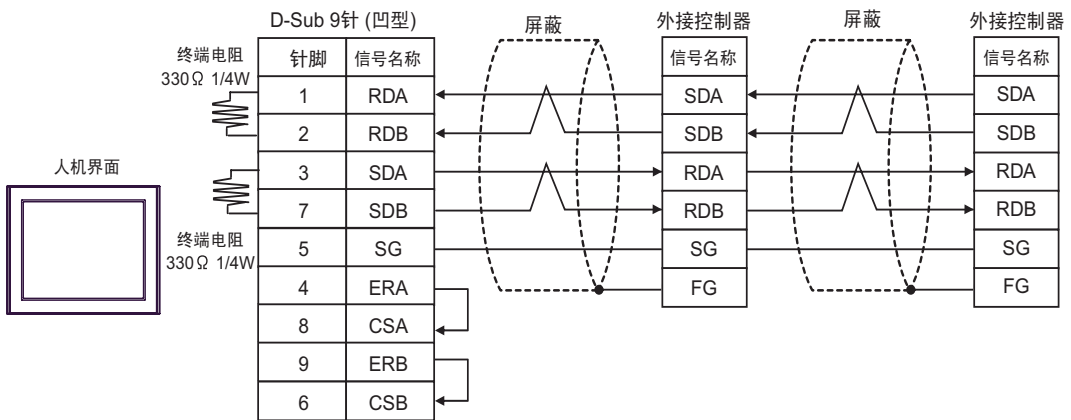 D-Sub 9针 (凹型)
屏蔽
外接控制器
屏蔽
外接控制器
终端电阻
330Ω 1/4W
针脚 信号名称
信号名称
信号名称
1 RDA
SDA
SDA
2 RDB
SDB
SDB
人机界面
3 SDA
RDA
RDA
7 SDB
RDB
RDB
终端电阻
330Ω 1/4W
5 SG
SG
SG
4 ERA
FG
FG
8 CSA
9 ERB
6 CSB